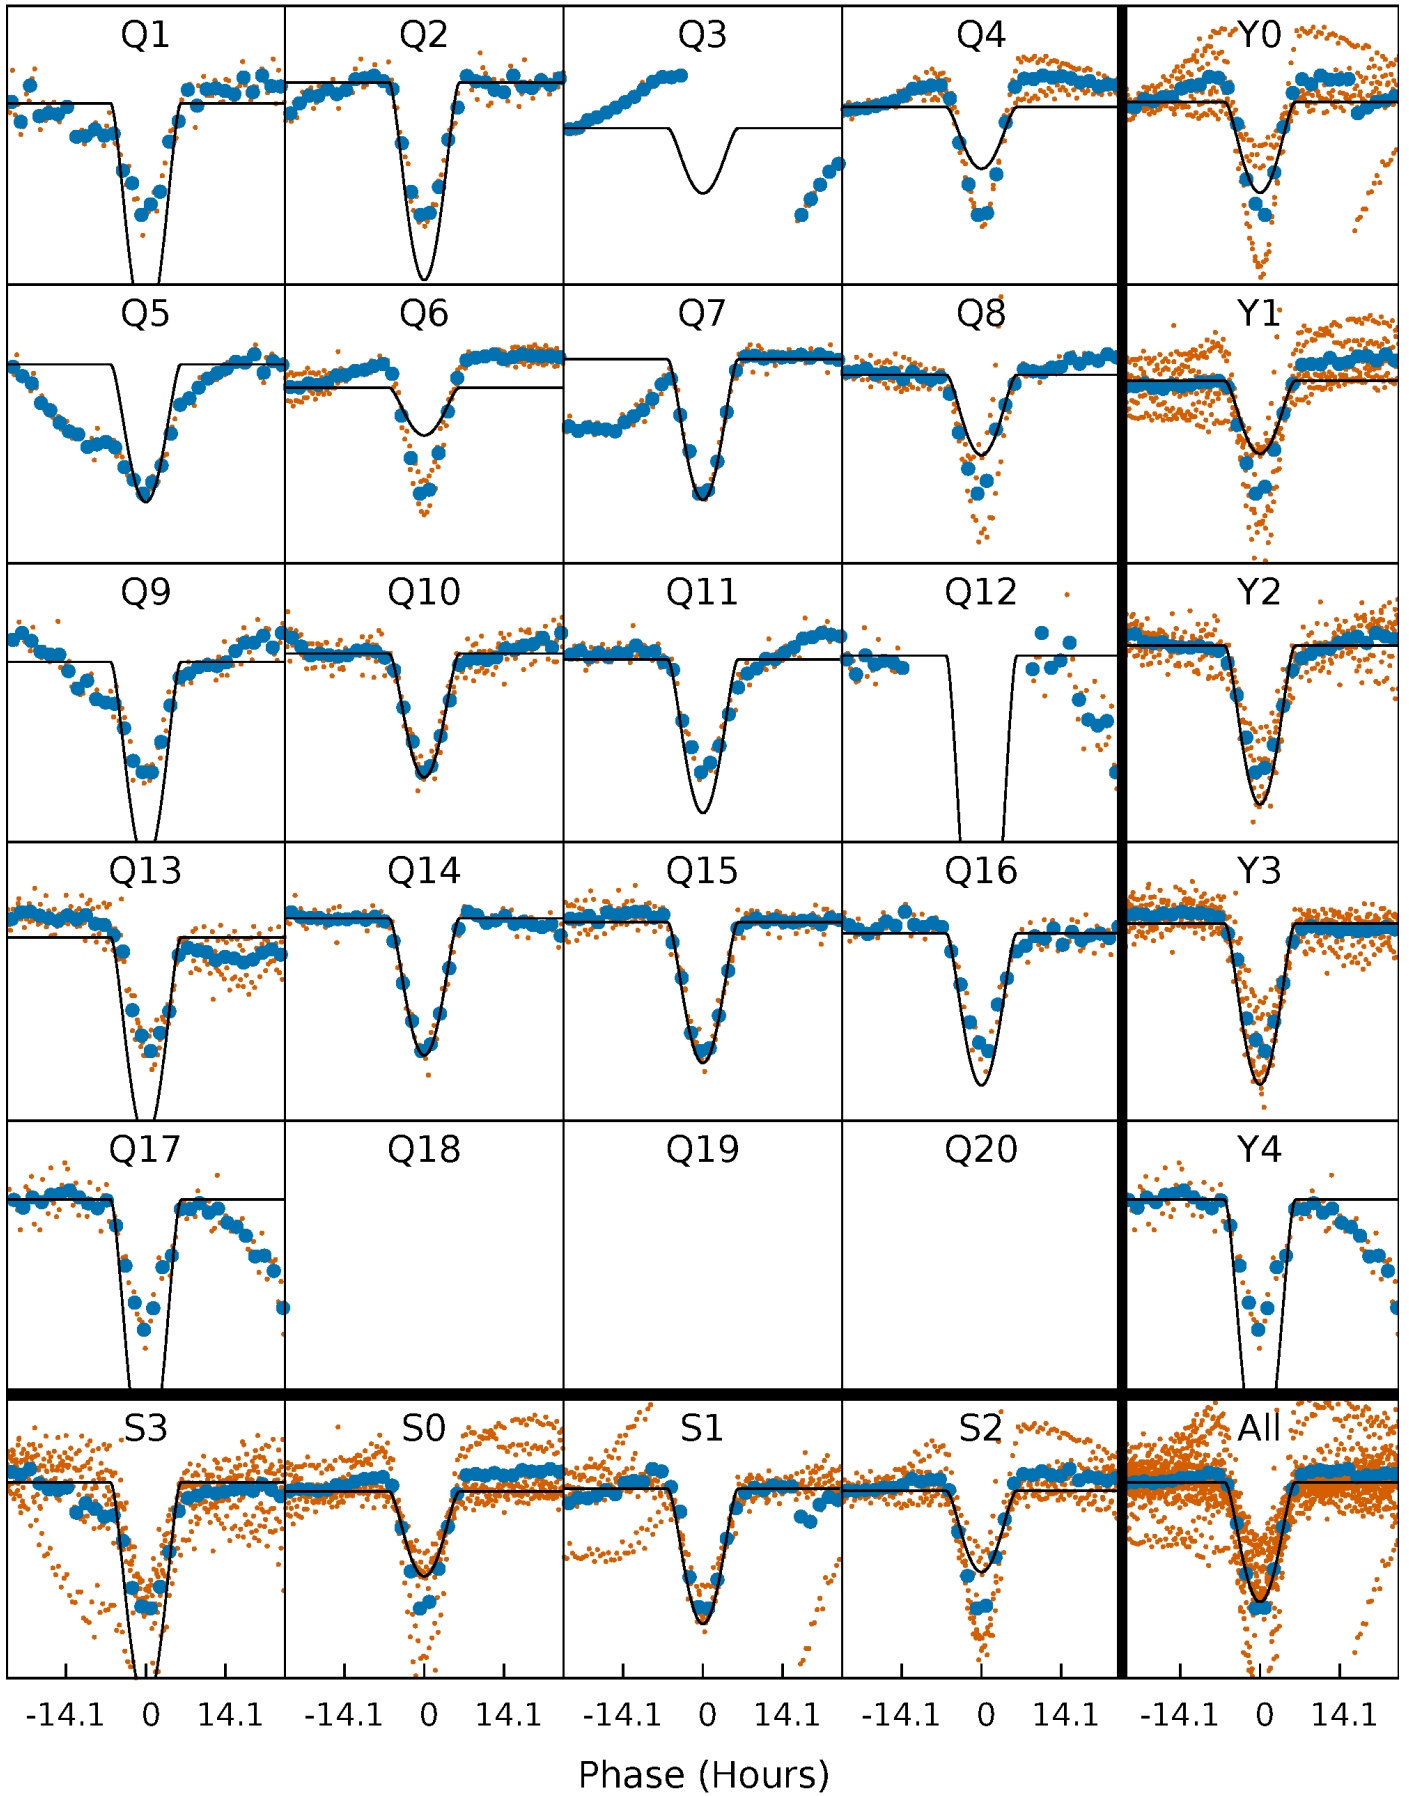 Q1 Q2 Q3 Q4 Y0
Q5 Q6 Q7 Q8 Y1
Q9 Q10 Q11 Q12 Y2
Q13 Q14 Q15 Q16 Y3
Q17 Q18 Q19 Q20 Y4
S3 S0 S1 S2 All
-14.1 0 14.1 -14.1 0 14.1 -14.1 0 14.1 -14.1 0 14.1 -14.1 0 14.1
Phase (Hours)